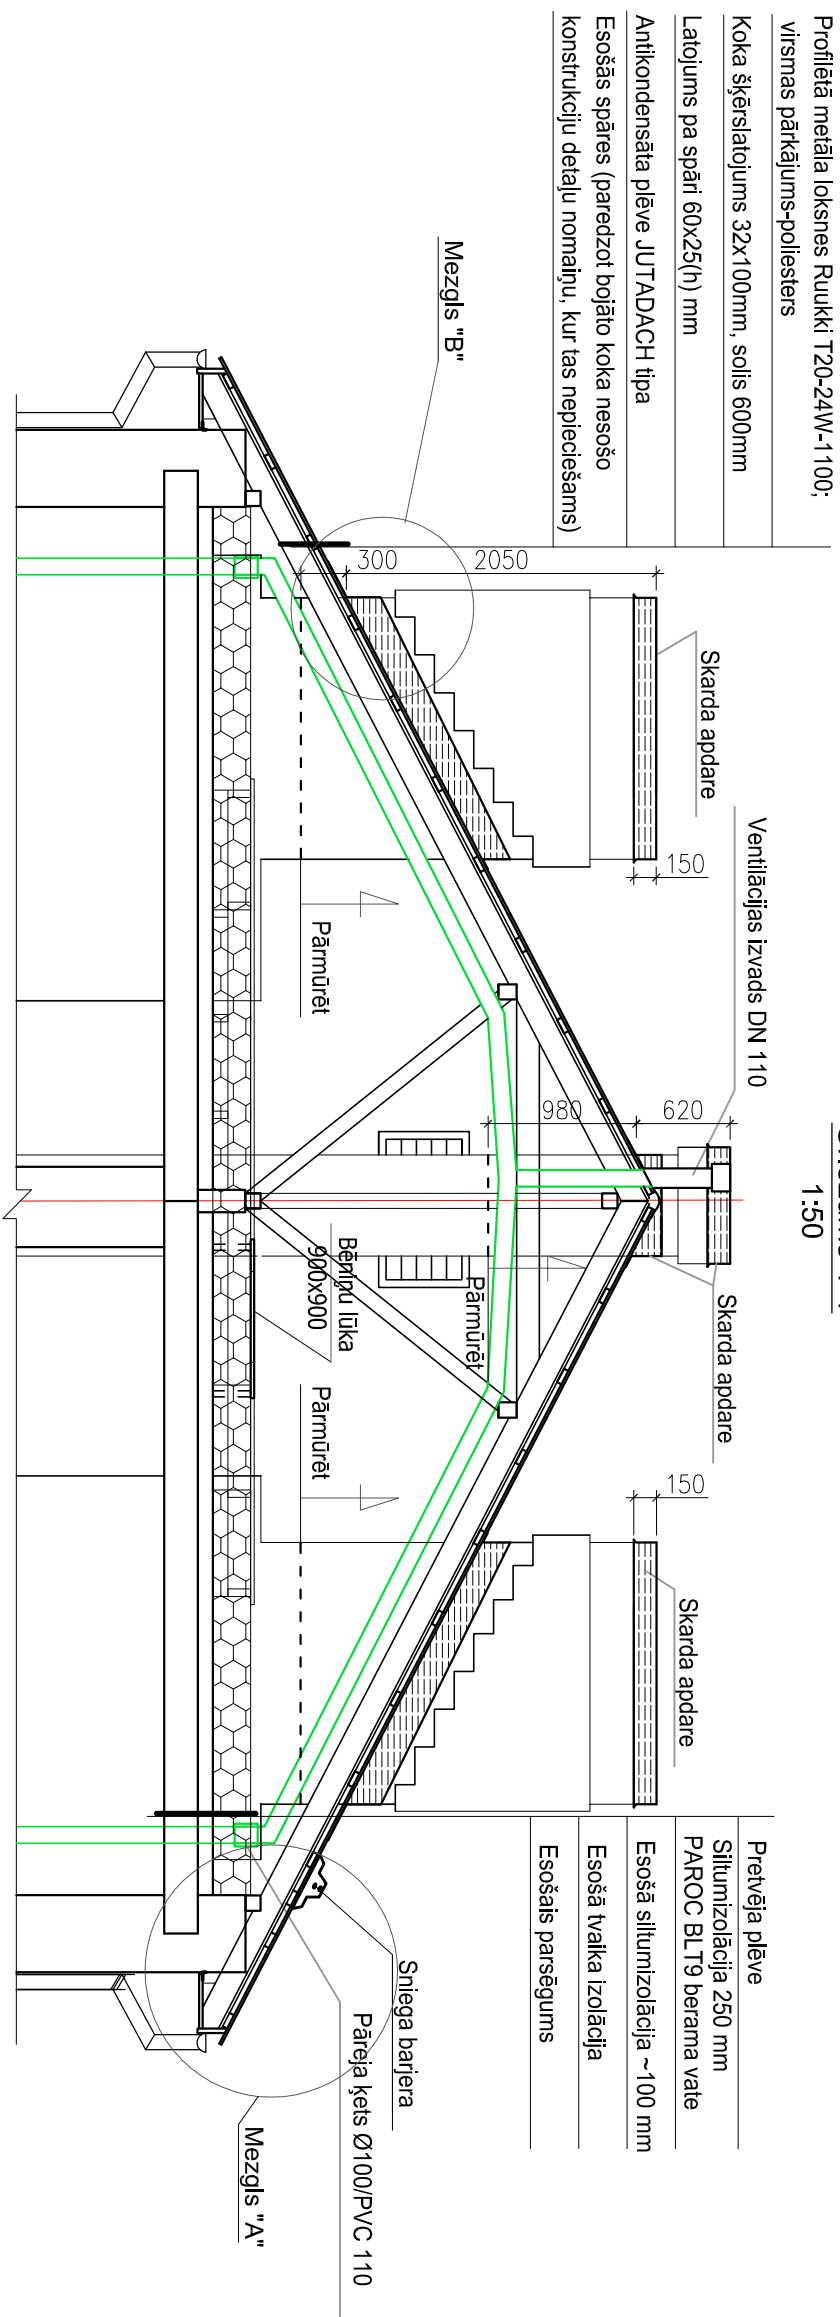 Profilētā metāla loksnes Ruukki T20-24W-1100;
virsmas pārkājums-poliesters
Koka šķērslatojums 32x100mm, solis 600mm
Latojums pa spāri 60x25(h) mm
Antikondensāta plēve JUTADACH tipa
Esošās spāres (paredzot bojāto koka nesošo
konstrukciju detaļu nomaiņu, kur tas nepieciešams)
Mezgls "B"
300
2050
Skarda apdare
150
Ventilācijas izvads DN 110
Pārmūrēt
980
620
1:50
Skarda apdare
Bēniņu lūka
900x900
Pārmūrēt
Pārmūrēt
150
Skarda apdare
Pretvēja plēve
Siltumizolācija 250 mm
PAROC BLT9 berama vate
Esošā siltumizolācija ~100 mm
Esošā tvaika izolācija
Esošais parsēgums
Sniega barjera
Pāreja ķets Ø100/PVC 110
Mezgls "A"